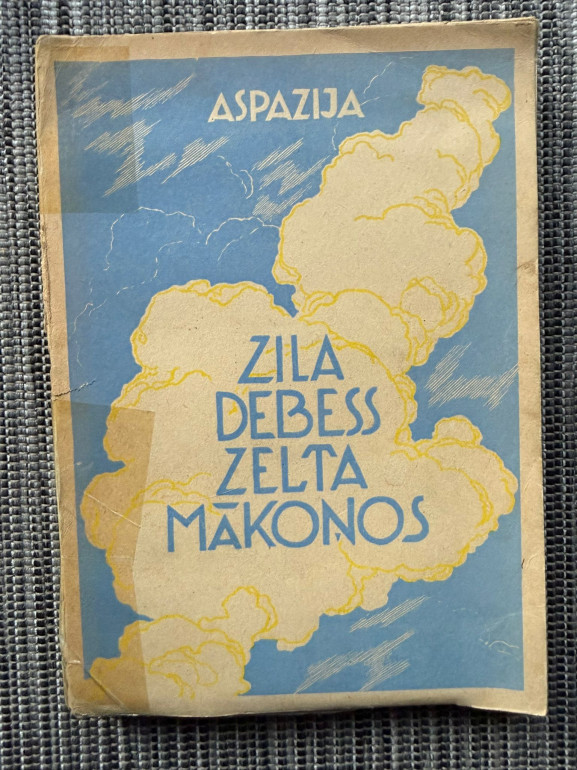 ASPAZIJA
ZILA
DEBESS
ZELTA
MĀKOŅOS